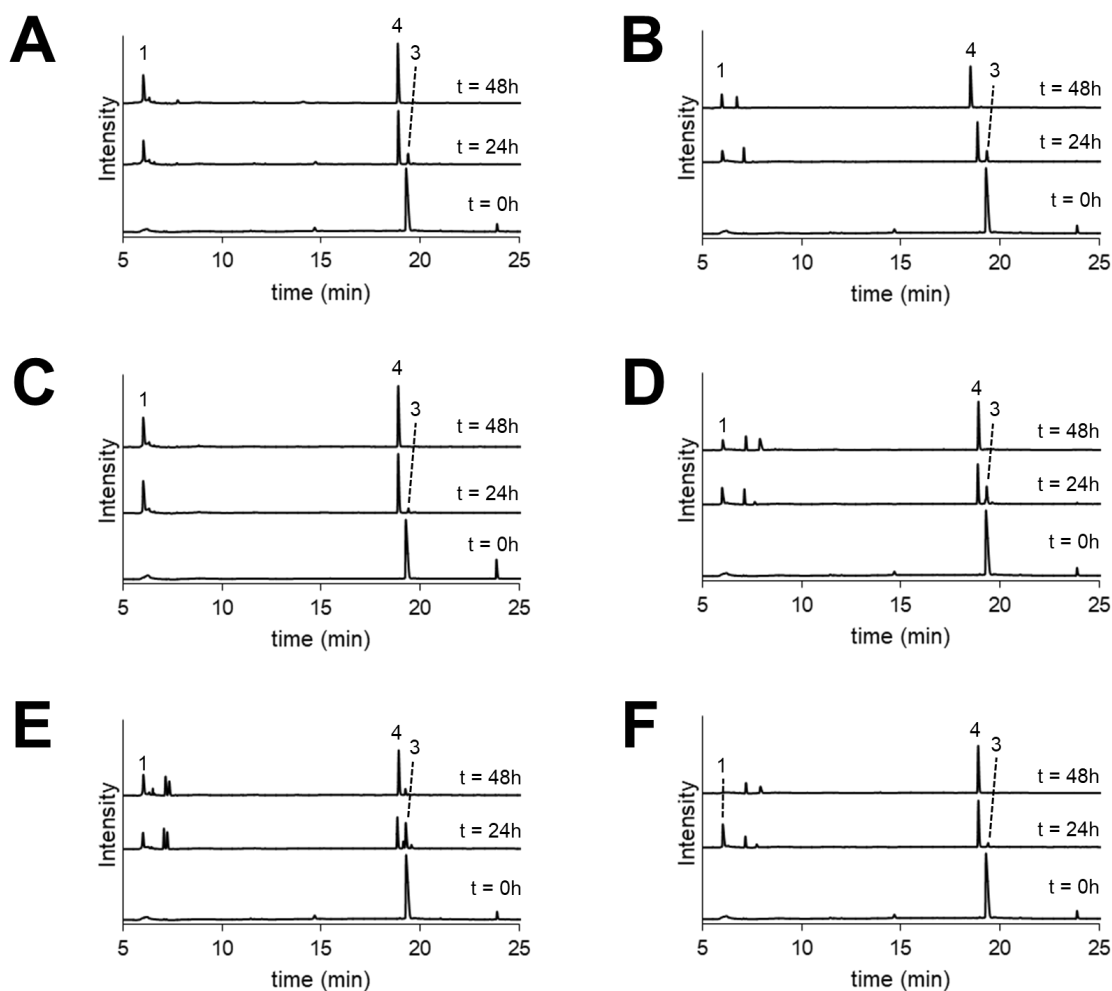 A
1
4
3
t = 48h
t = 24h
t = 0h
Intensity
5 10 15 20 25
time (min)
B
1
4
3
t = 48h
t = 24h
t = 0h
Intensity
5 10 15 20 25
time (min)
C
1
4
3
t = 48h
t = 24h
t = 0h
Intensity
5 10 15 20 25
time (min)
D
1
4
3
t = 48h
t = 24h
t = 0h
Intensity
5 10 15 20 25
time (min)
E
1
4
3
t = 48h
t = 24h
t = 0h
Intensity
5 10 15 20 25
time (min)
F
1
4
3
t = 48h
t = 24h
t = 0h
Intensity
5 10 15 20 25
time (min)